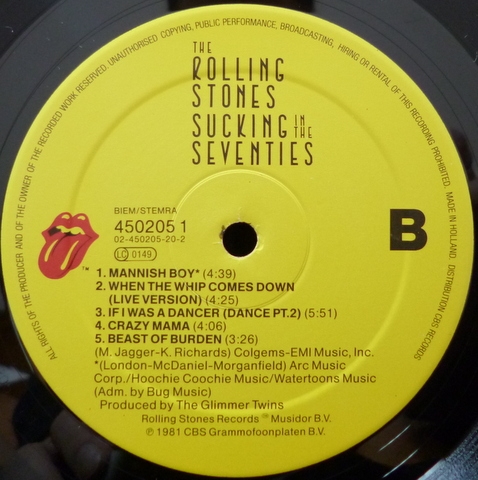 UNAUTHORISED COPYING, PUBLIC PERFORMANCE, BROADCASTING, HIRING OR RENTAL OF THIS RECORDING PROHIBITED. MADE IN HOLLAND DISTRIBUTION CBS RECORDS
ALL RIGHTS OF THE PRODUCER AND OF THE OWNER OF THE RECORDED WORK RESERVED.
THE
ROLLING
STONES
SUCKING IN THE
SEVENTIES
BIEM/STEMRA
450205 1
02-450205-20-2
LC 0149
B
TM
1. MANNISH BOY* (4:39)
2. WHEN THE WHIP COMES DOWN
(LIVE VERSION) (4:25)
3. IF I WAS A DANCER (DANCE PT.2) (5:51)
4. CRAZY MAMA (4:06)
5. BEAST OF BURDEN (3:26)
(M. Jagger-K. Richards) Colgems-EMI Music, Inc.
*(London-McDaniel-Morganfield) Arc Music
Corp./Hoochie Coochie Music/Watertoons Music
(Adm. by Bug Music)
Produced by The Glimmer Twins
Rolling Stones Records TM Musidor B.V.
℗ 1981 CBS Grammofoonplaten B.V.